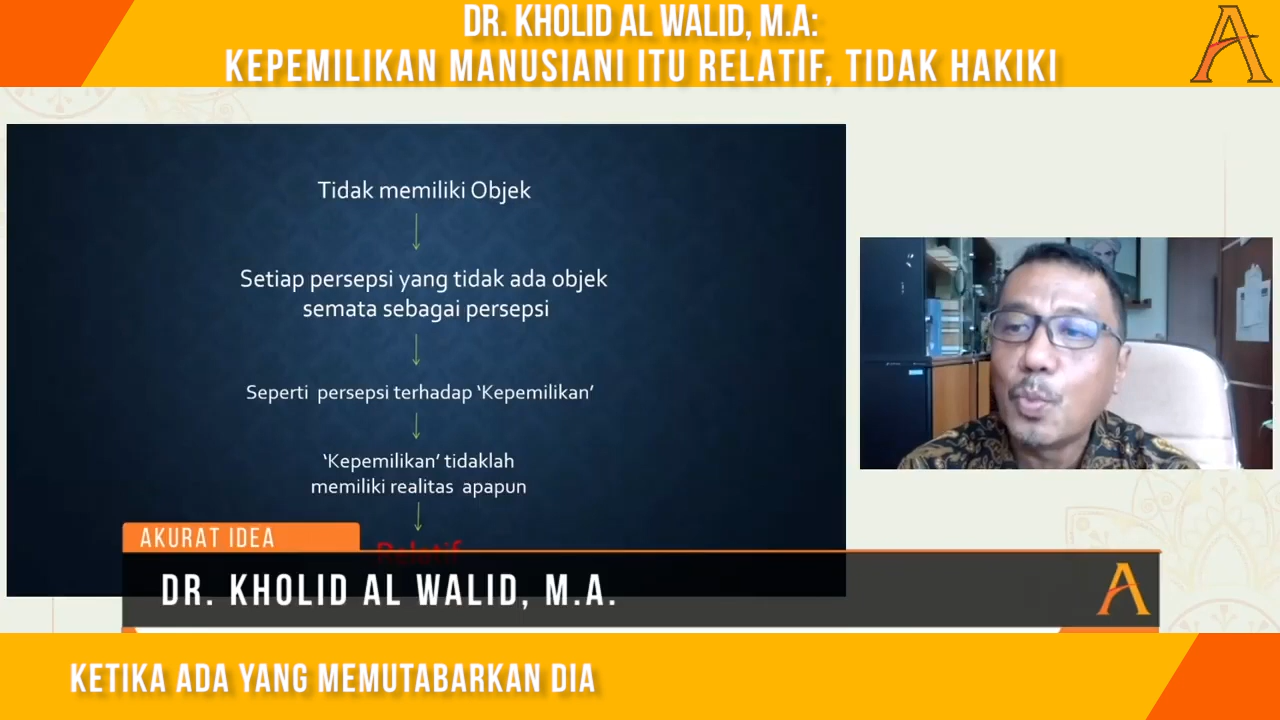 DR. KHOLID AL WALID, M.A:
KEPEMILIKAN MANUSIANI ITU RELATIF, TIDAK HAKIKI
Tidak memiliki Objek
Setiap persepsi yang tidak ada objek
semata sebagai persepsi
Seperti persepsi terhadap ‘Kepemilikan’
‘Kepemilikan’ tidaklah
memiliki realitas apapun
Relatif
AKURAT IDEA
DR. KHOLID AL WALID, M.A.
KETIKA ADA YANG MEMUTABARKAN DIA